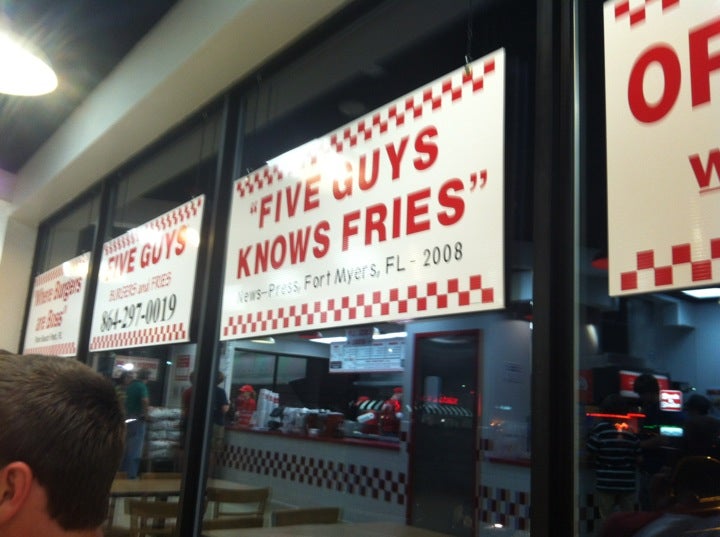 "Where Burgers
are Boss"
FIVE GUYS
BURGERS and FRIES
864-297-0019
"FIVE GUYS
KNOWS FRIES"
News-Press, Fort Myers, FL - 2008
OF
W